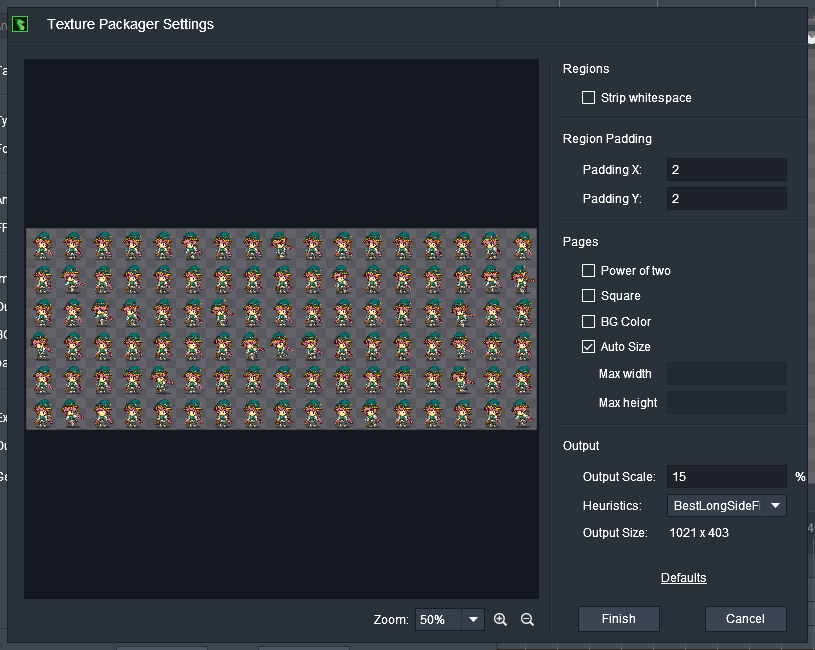 Texture Packager Settings
Regions
Strip whitespace
Region Padding
Padding X: 2
Padding Y: 2
Pages
Power of two
Square
BG Color
Auto Size
Max width
Max height
Output
Output Scale: 15 %
Heuristics: BestLongSideFi
Output Size: 1021 x 403
Defaults
Zoom: 50%
Finish Cancel